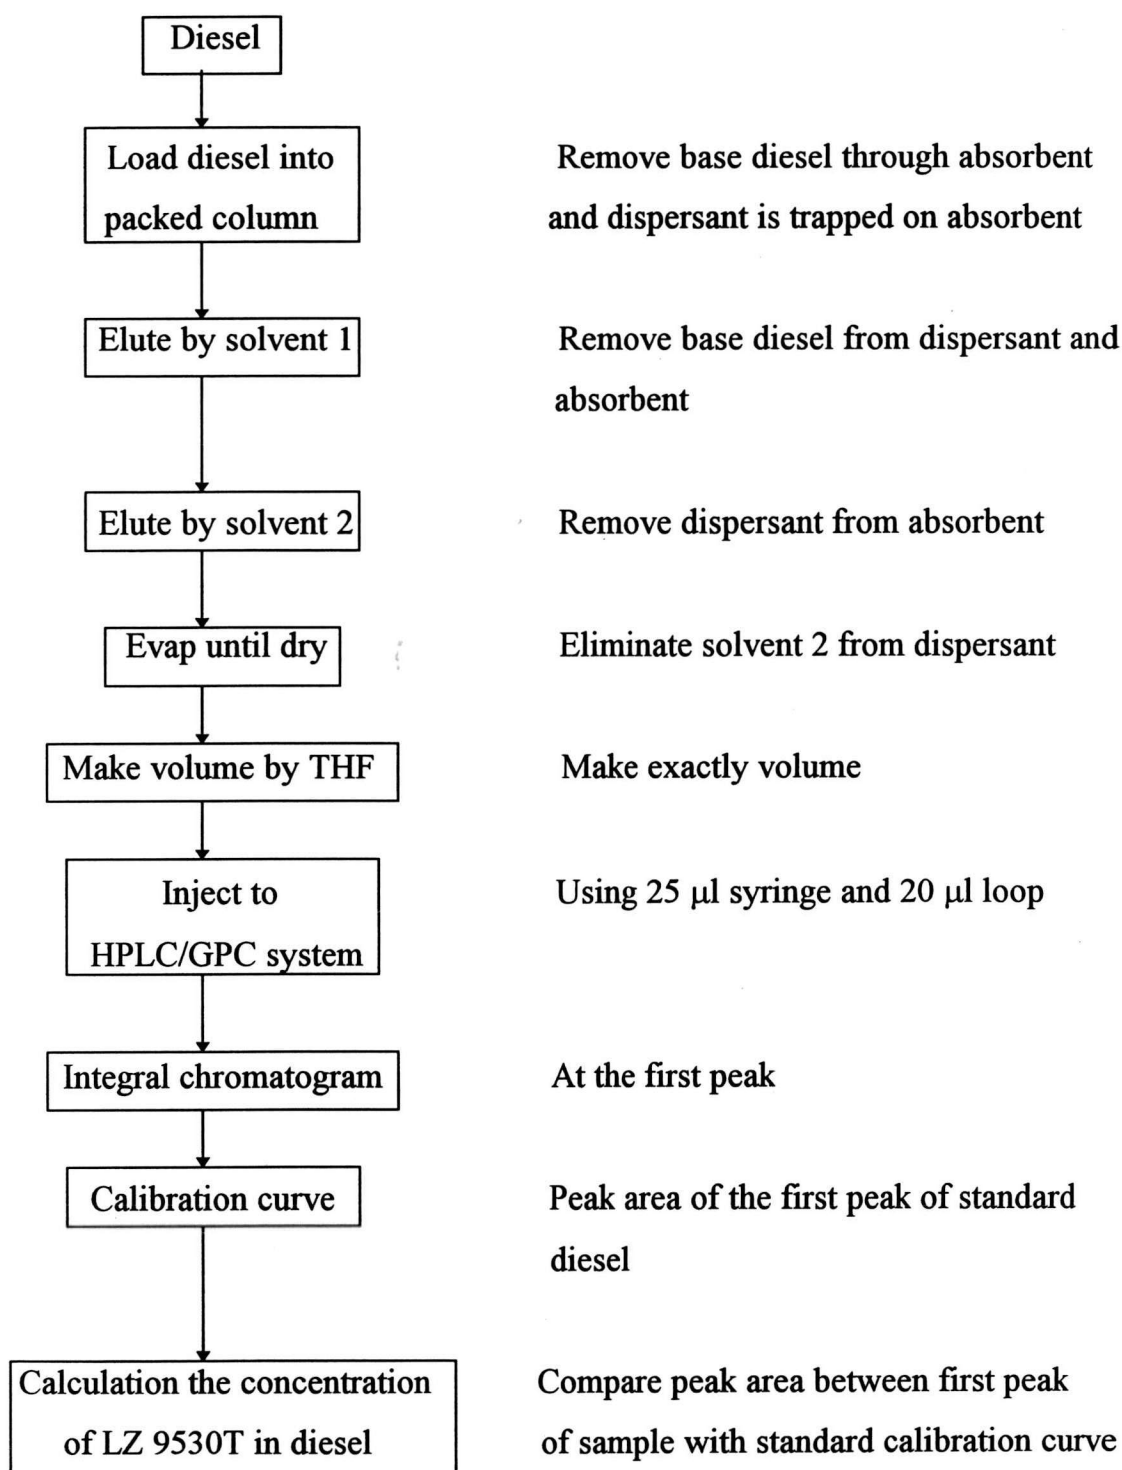 Diesel
Load diesel into
packed column
Remove base diesel through absorbent
and dispersant is trapped on absorbent
Elute by solvent 1
Remove base diesel from dispersant and
absorbent
Elute by solvent 2
Remove dispersant from absorbent
Evap until dry
Eliminate solvent 2 from dispersant
Make volume by THF
Make exactly volume
Inject to
HPLC/GPC system
Using 25 µl syringe and 20 µl loop
Integral chromatogram
At the first peak
Calibration curve
Peak area of the first peak of standard
diesel
Calculation the concentration
of LZ 9530T in diesel
Compare peak area between first peak
of sample with standard calibration curve